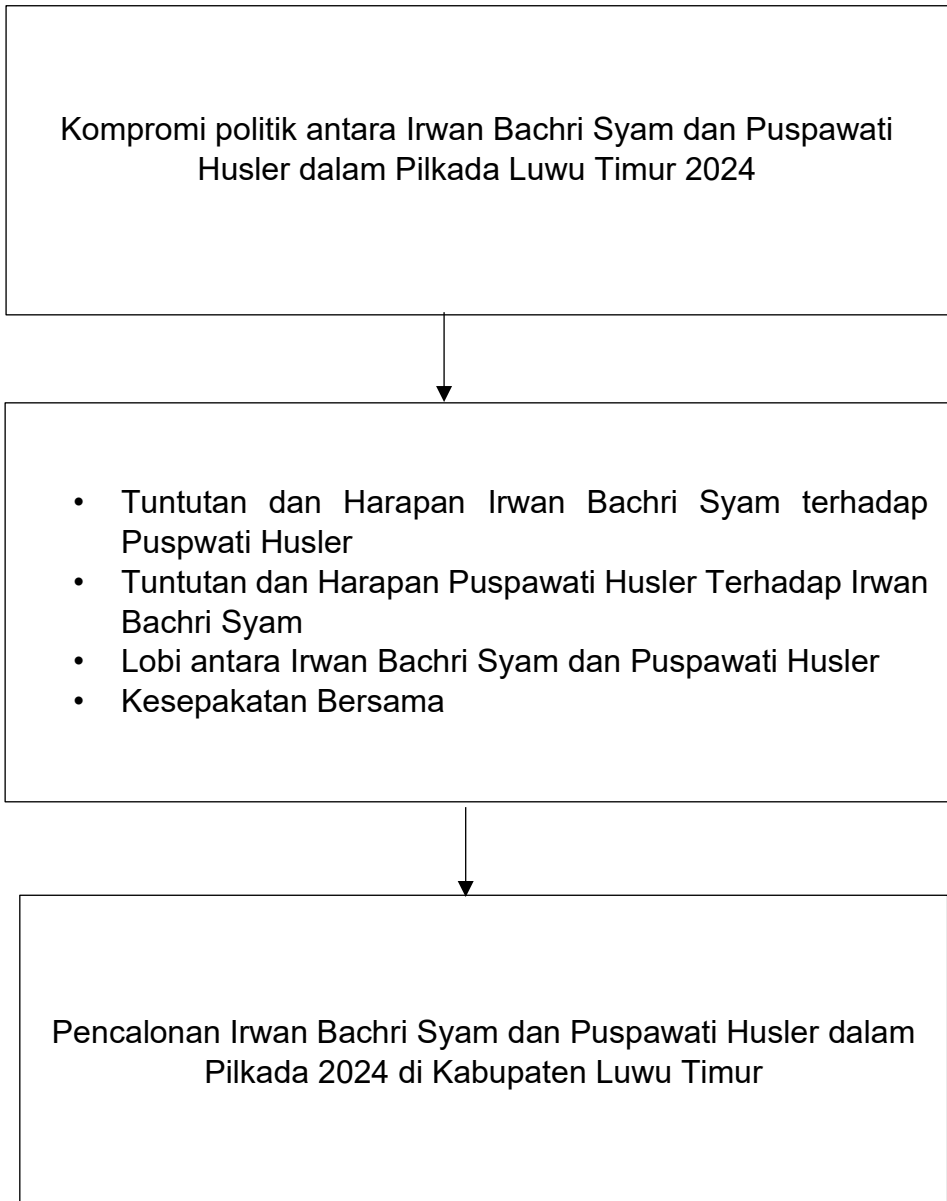 Kompromi politik antara Irwan Bachri Syam dan Puspawati
Husler dalam Pilkada Luwu Timur 2024
• Tuntutan dan Harapan Irwan Bachri Syam terhadap
Puspwati Husler
• Tuntutan dan Harapan Puspawati Husler Terhadap Irwan
Bachri Syam
• Lobi antara Irwan Bachri Syam dan Puspawati Husler
• Kesepakatan Bersama
Pencalonan Irwan Bachri Syam dan Puspawati Husler dalam
Pilkada 2024 di Kabupaten Luwu Timur